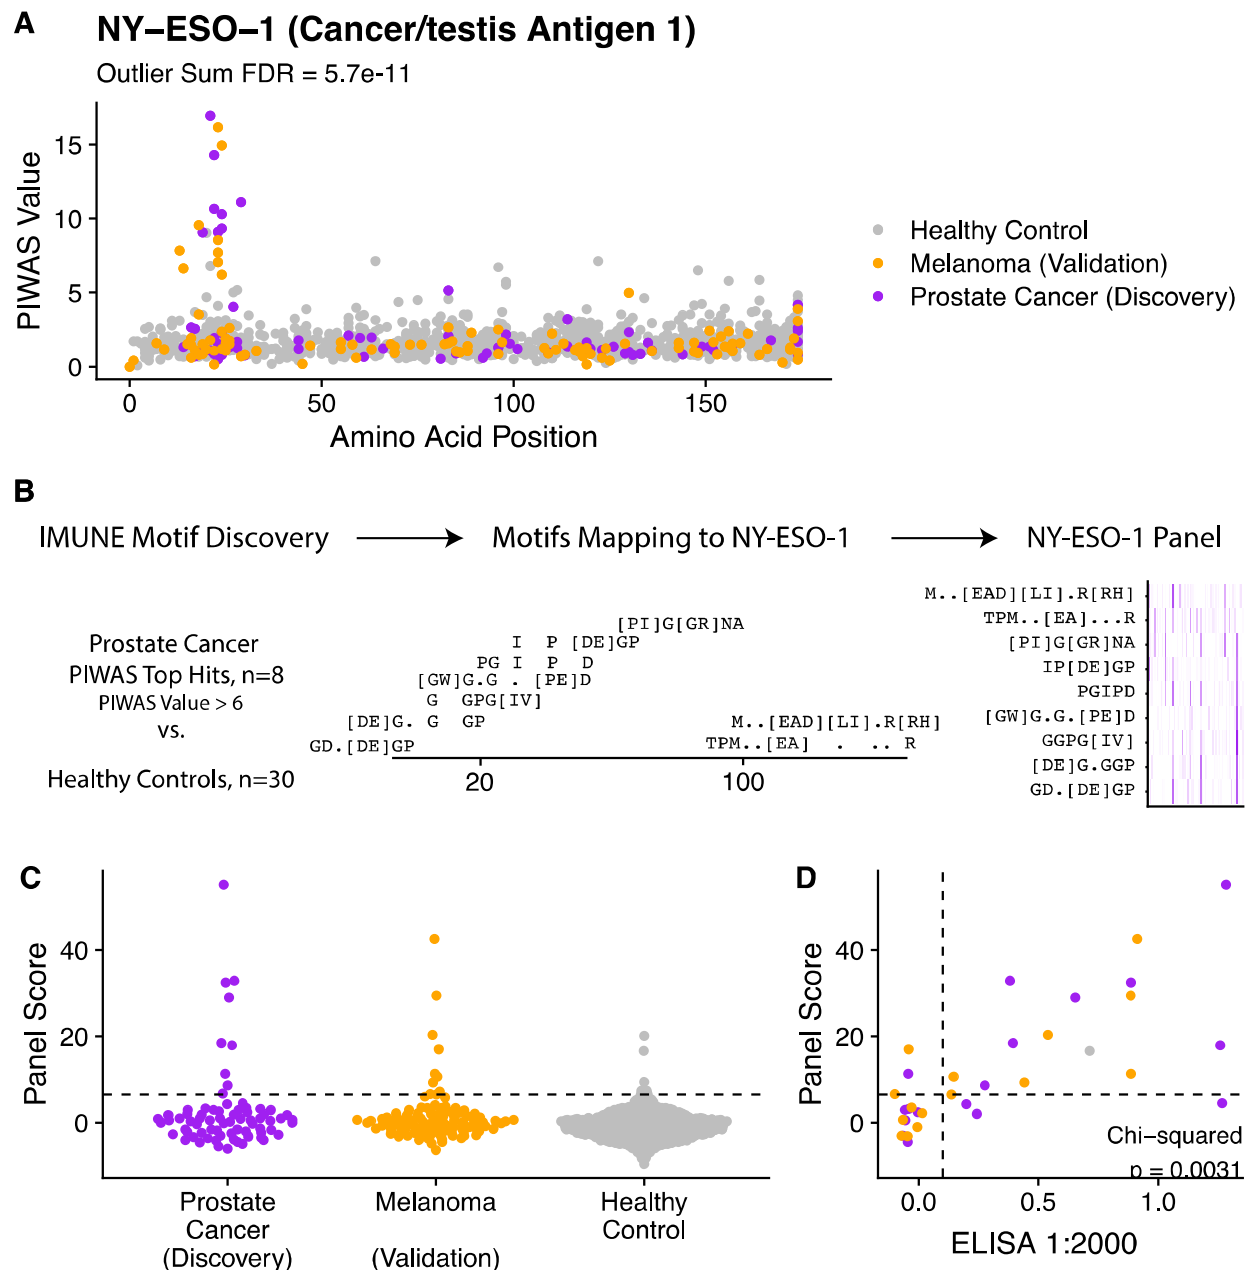 A
NY–ESO–1 (Cancer/testis Antigen 1)
Outlier Sum FDR = 5.7e-11
PIWAS Value
15
10
5
0
0 50 100 150
Amino Acid Position
Healthy Control
Melanoma (Validation)
Prostate Cancer (Discovery)
B
IMUNE Motif Discovery
Motifs Mapping to NY-ESO-1
NY-ESO-1 Panel
Prostate Cancer
PIWAS Top Hits, n=8
PIWAS Value > 6
vs.
Healthy Controls, n=30
[PI]G[GR]NA
I P [DE]GP
PG I P D
[GW]G.G . [PE]D
G GPG[IV]
[DE]G. G GP
GD.[DE]GP
M..[EAD][LI].R[RH]
TPM..[EA] . .. R
20 100
M..[EAD][LI].R[RH]
TPM..[EA]...R
[PI]G[GR]NA
IP[DE]GP
PGIPD
[GW]G.G.[PE]D
GGPG[IV]
[DE]G.GGP
GD.[DE]GP
C
Panel Score
40
20
0
Prostate
Cancer
(Discovery)
Melanoma
(Validation)
Healthy
Control
D
Panel Score
40
20
0
Chi–squared
p = 0.0031
0.0 0.5 1.0
ELISA 1:2000